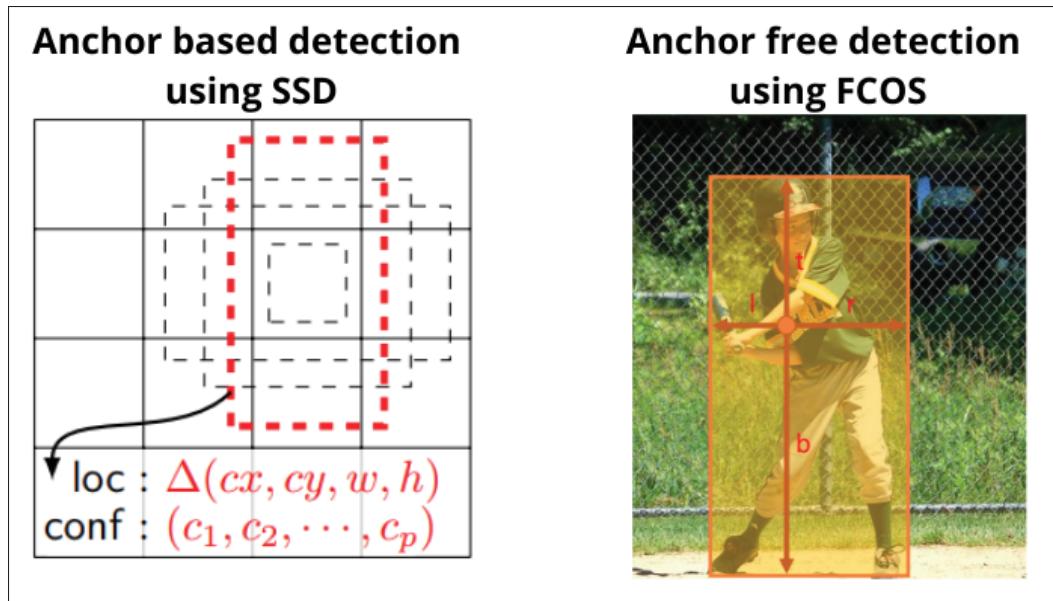 Anchor based detection
using SSD
loc : Δ(cx, cy, w, h)
conf : (c₁, c₂, ⋯, cₚ)
Anchor free detection
using FCOS
t
l
r
b